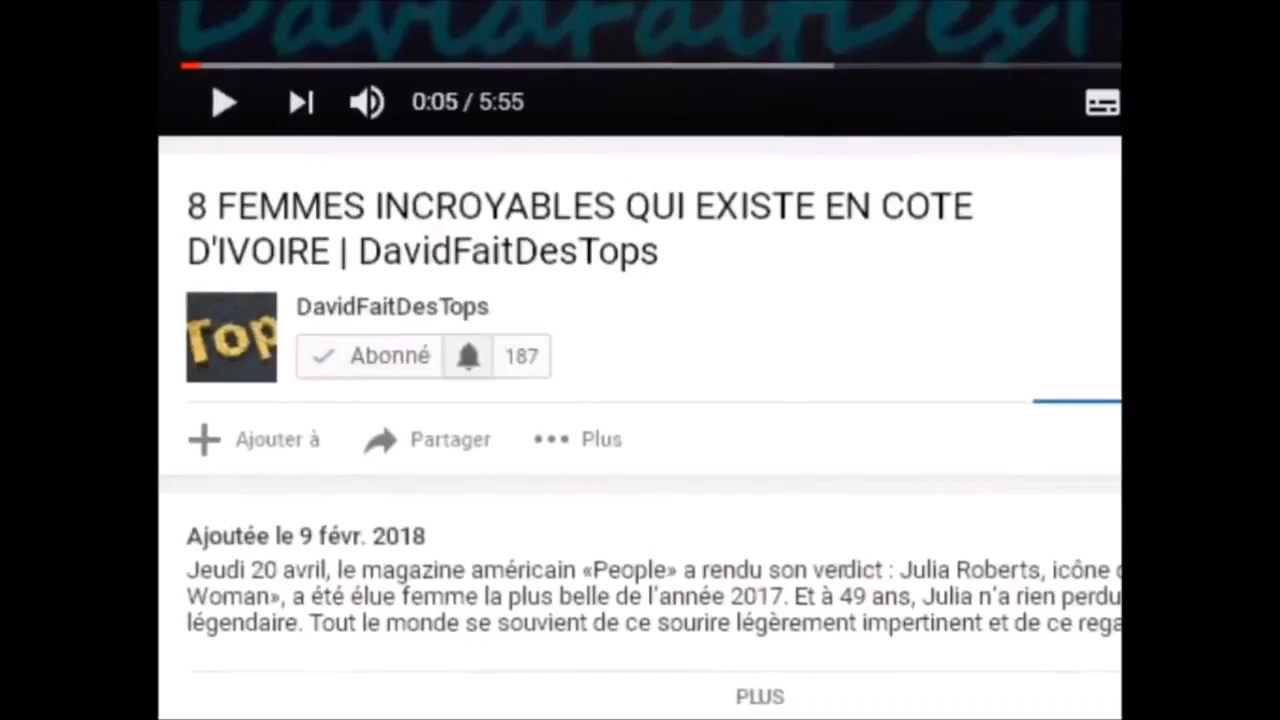 DavidFaitDesT
0:05 / 5:55
8 FEMMES INCROYABLES QUI EXISTE EN COTE
D'IVOIRE | DavidFaitDesTops
Top
DavidFaitDesTops
Abonné 187
Ajouter à Partager Plus
Ajoutée le 9 févr. 2018
Jeudi 20 avril, le magazine américain «People» a rendu son verdict : Julia Roberts, icône
Woman», a été élue femme la plus belle de l'année 2017. Et à 49 ans, Julia n'a rien perdu
légendaire. Tout le monde se souvient de ce sourire légèrement impertinent et de ce rega
PLUS